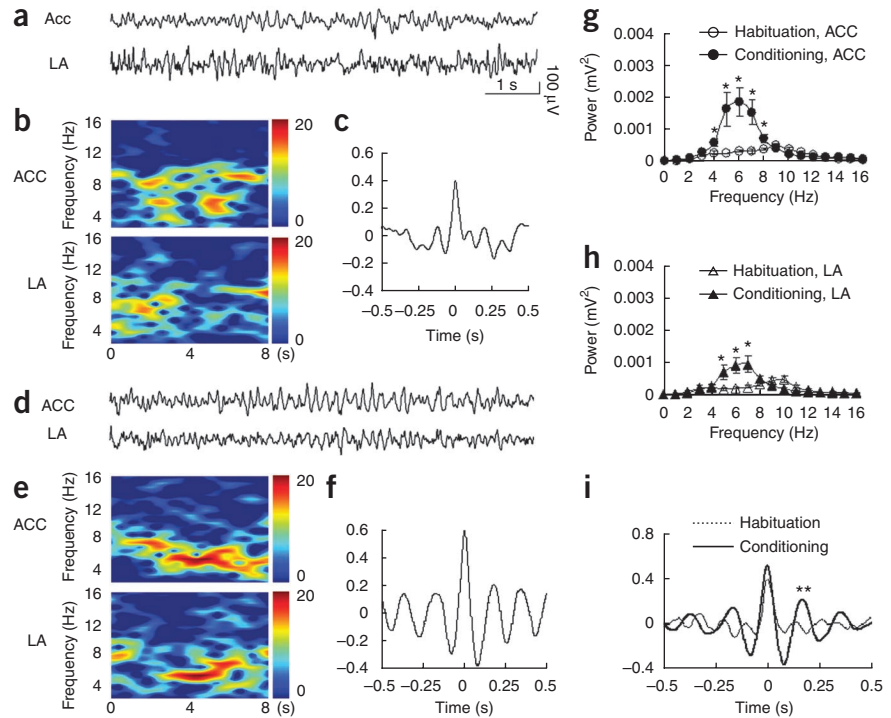 a
Acc
LA
1 s
100 µV
b
ACC
Frequency (Hz)
16
12
8
4
20
0
LA
Frequency (Hz)
16
12
8
4
20
0
0 4 8 (s)
c
0.6
0.4
0.2
0
−0.2
−0.4
−0.5 −0.25 0 0.25 0.5
Time (s)
d
ACC
LA
e
ACC
Frequency (Hz)
16
12
8
4
20
0
LA
Frequency (Hz)
16
12
8
4
20
0
0 4 8 (s)
f
0.6
0.4
0.2
0
−0.2
−0.4
−0.5 −0.25 0 0.25 0.5
Time (s)
g
Habituation, ACC
Conditioning, ACC
Power (mV²)
0.004
0.003
0.002
0.001
0
* * * * *
0 2 4 6 8 10 12 14 16
Frequency (Hz)
h
Habituation, LA
Conditioning, LA
Power (mV²)
0.004
0.003
0.002
0.001
0
* * *
0 2 4 6 8 10 12 14 16
Frequency (Hz)
i
Habituation
Conditioning
0.8
0.4
0
−0.4
**
−0.5 −0.25 0 0.25 0.5
Time (s)